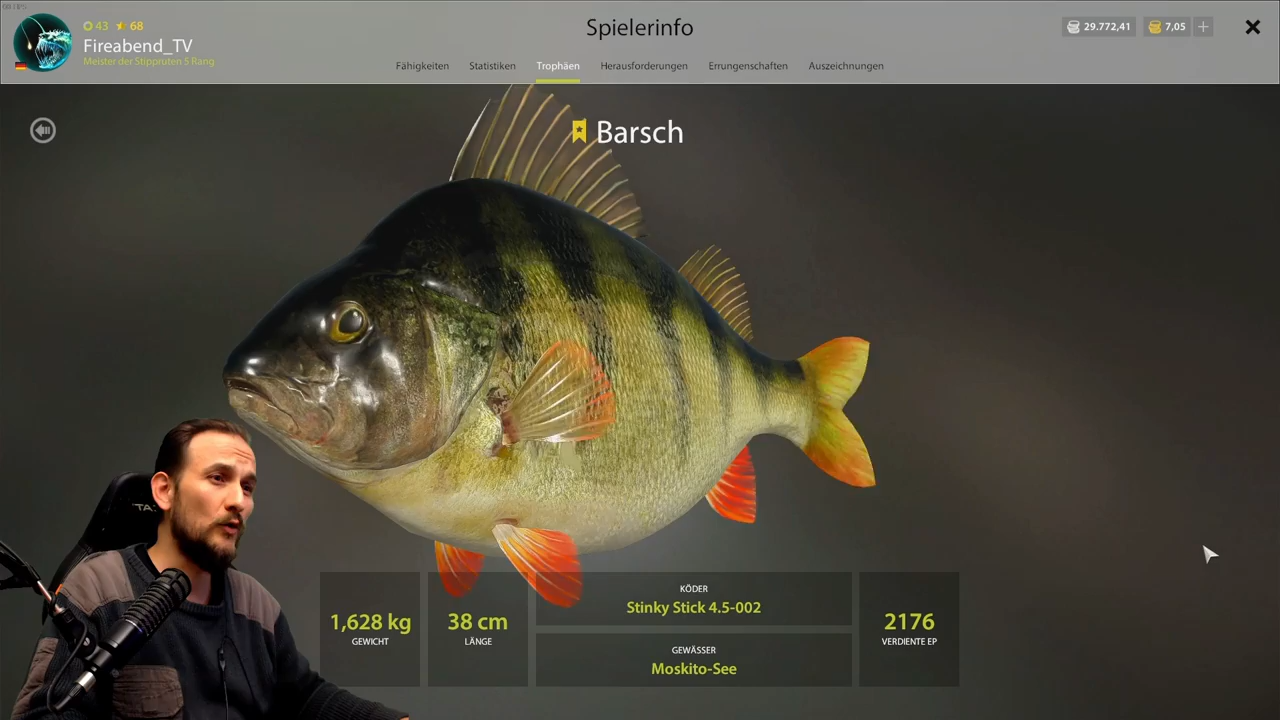 43 68
Fireabend_TV
Meister der Stippruten 5 Rang
Spielerinfo
29.772,41
7,05
Fähigkeiten
Statistiken
Trophäen
Herausforderungen
Errungenschaften
Auszeichnungen
Barsch
1,628 kg
GEWICHT
38 cm
LÄNGE
KÖDER
Stinky Stick 4.5-002
GEWÄSSER
Moskito-See
2176
VERDIENTE EP